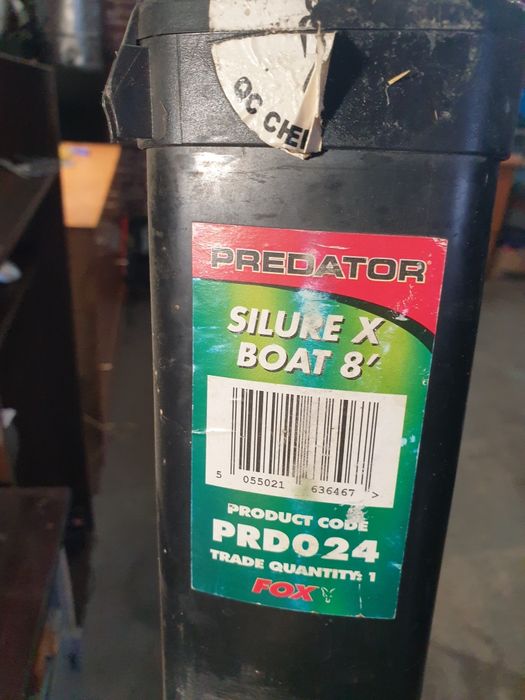 QC CHE
PREDATOR
SILURE X
BOAT 8'
5 055021 636467 >
PRODUCT CODE
PRD024
TRADE QUANTITY: 1
FOX